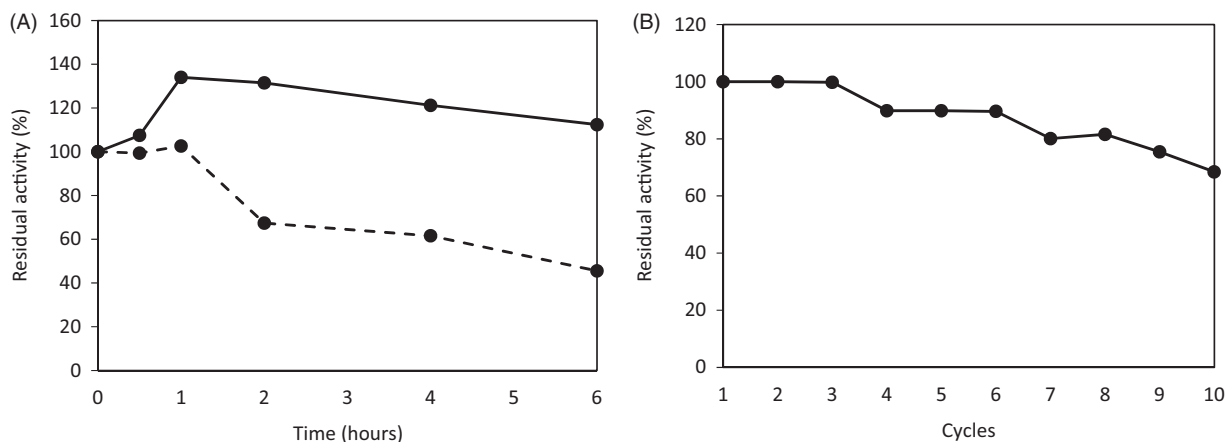 (A)
160
140
120
100
80
60
40
20
0
Residual activity (%)
0 1 2 3 4 5 6
Time (hours)
(B)
120
100
80
60
40
20
0
Residual activity (%)
1 2 3 4 5 6 7 8 9 10
Cycles